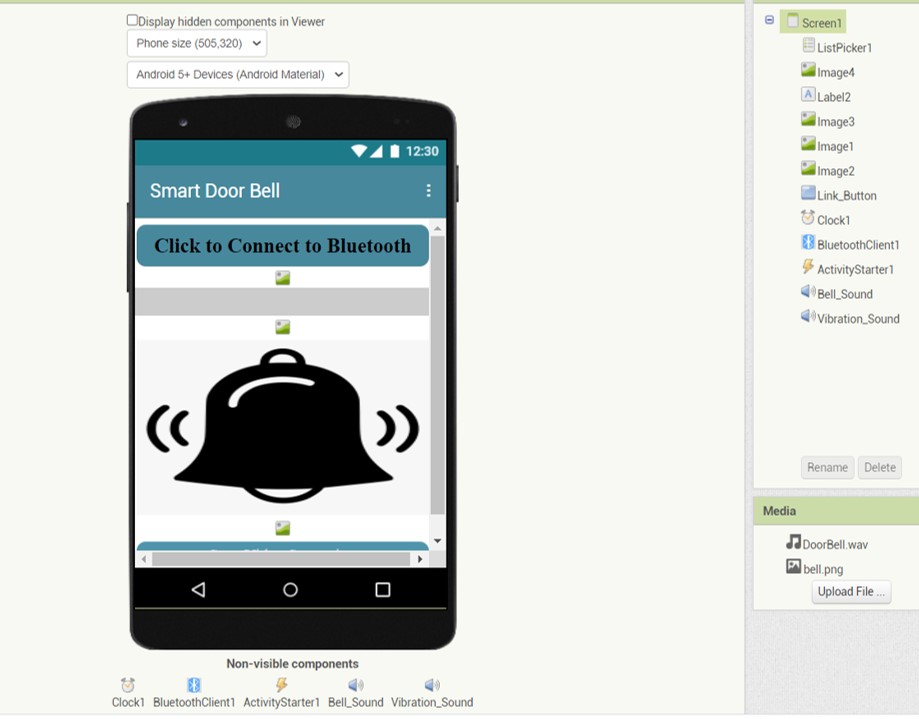 Display hidden components in Viewer
Phone size (505,320)
Android 5+ Devices (Android Material)
12:30
Smart Door Bell
Click to Connect to Bluetooth
Non-visible components
Clock1 BluetoothClient1 ActivityStarter1 Bell_Sound Vibration_Sound
Screen1
ListPicker1
Image4
Label2
Image3
Image1
Image2
Link_Button
Clock1
BluetoothClient1
ActivityStarter1
Bell_Sound
Vibration_Sound
Rename Delete
Media
DoorBell.wav
bell.png
Upload File ...